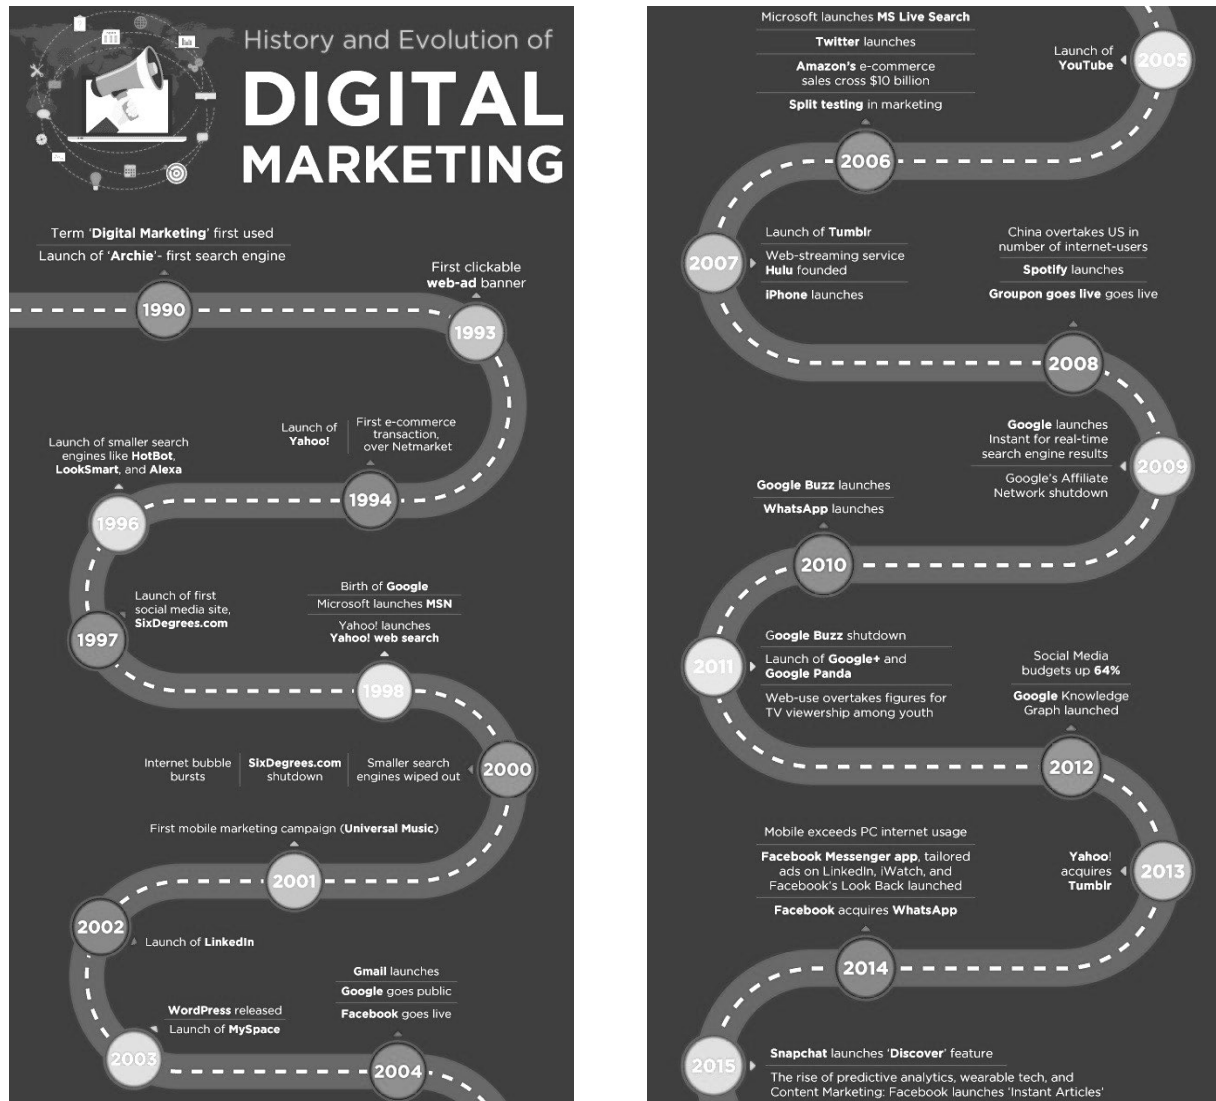 History and Evolution of
DIGITAL
MARKETING
Term ‘Digital Marketing’ first used
Launch of ‘Archie’- first search engine
1990
First clickable
web-ad banner
1993
Launch of
Yahoo!
First e-commerce
transaction,
over Netmarket
1994
Launch of smaller search
engines like HotBot,
LookSmart, and Alexa
1996
Launch of first
social media site,
SixDegrees.com
1997
Birth of Google
Microsoft launches MSN
Yahoo! launches
Yahoo! web search
1998
Internet bubble
bursts
SixDegrees.com
shutdown
Smaller search
engines wiped out
2000
First mobile marketing campaign (Universal Music)
2001
2002
Launch of LinkedIn
WordPress released
Launch of MySpace
2003
Gmail launches
Google goes public
Facebook goes live
2004
Launch of
YouTube
2005
Microsoft launches MS Live Search
Twitter launches
Amazon's e-commerce
sales cross $10 billion
Split testing in marketing
2006
2007
Launch of Tumblr
Web-streaming service
Hulu founded
iPhone launches
China overtakes US in
number of internet-users
Spotify launches
Groupon goes live goes live
2008
Google launches
Instant for real-time
search engine results
Google's Affiliate
Network shutdown
2009
Google Buzz launches
WhatsApp launches
2010
2011
Google Buzz shutdown
Launch of Google+ and
Google Panda
Web-use overtakes figures for
TV viewership among youth
Social Media
budgets up 64%
Google Knowledge
Graph launched
2012
Yahoo!
acquires
Tumblr
2013
Mobile exceeds PC internet usage
Facebook Messenger app, tailored
ads on LinkedIn, iWatch, and
Facebook's Look Back launched
Facebook acquires WhatsApp
2014
2015
Snapchat launches ‘Discover’ feature
The rise of predictive analytics, wearable tech, and
Content Marketing: Facebook launches ‘Instant Articles’